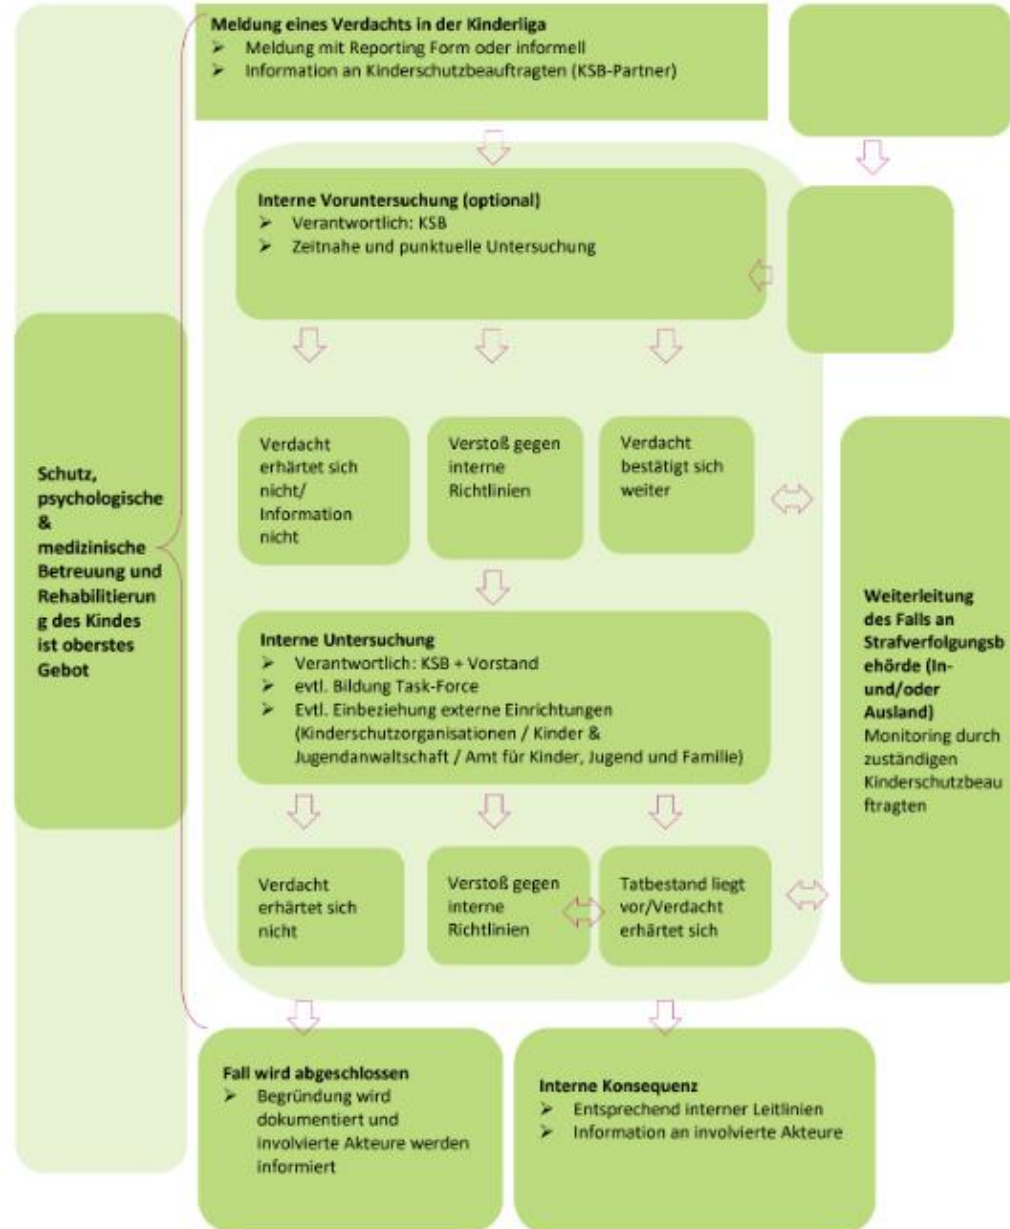 Meldung eines Verdachts in der Kinderliga
➢ Meldung mit Reporting Form oder informell
➢ Information an Kinderschutzbeauftragten (KSB-Partner)
Interne Voruntersuchung (optional)
➢ Verantwortlich: KSB
➢ Zeitnahe und punktuelle Untersuchung
Verdacht
erhärtet sich
nicht/
Information
nicht
Verstoß gegen
interne
Richtlinien
Verdacht
bestätigt sich
weiter
Schutz,
psychologische
&
medizinische
Betreuung und
Rehabilitierun
g des Kindes
ist oberstes
Gebot
Interne Untersuchung
➢ Verantwortlich: KSB + Vorstand
➢ evtl. Bildung Task-Force
➢ Evtl. Einbeziehung externe Einrichtungen
(Kinderschutzorganisationen / Kinder &
Jugendanwaltschaft / Amt für Kinder, Jugend und Familie)
Weiterleitung
des Falls an
Strafverfolgungsb
ehörde (In-
und/oder
Ausland)
Monitoring durch
zuständigen
Kinderschutzbeau
ftragten
Verdacht
erhärtet sich
nicht
Verstoß gegen
interne
Richtlinien
Tatbestand liegt
vor/Verdacht
erhärtet sich
Fall wird abgeschlossen
➢ Begründung wird
dokumentiert und
involvierte Akteure werden
informiert
Interne Konsequenz
➢ Entsprechend interner Leitlinien
➢ Information an involvierte Akteure